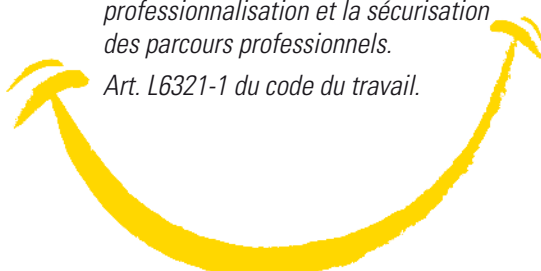 professionnalisation et la sécurisation
des parcours professionnels.
Art. L6321-1 du code du travail.